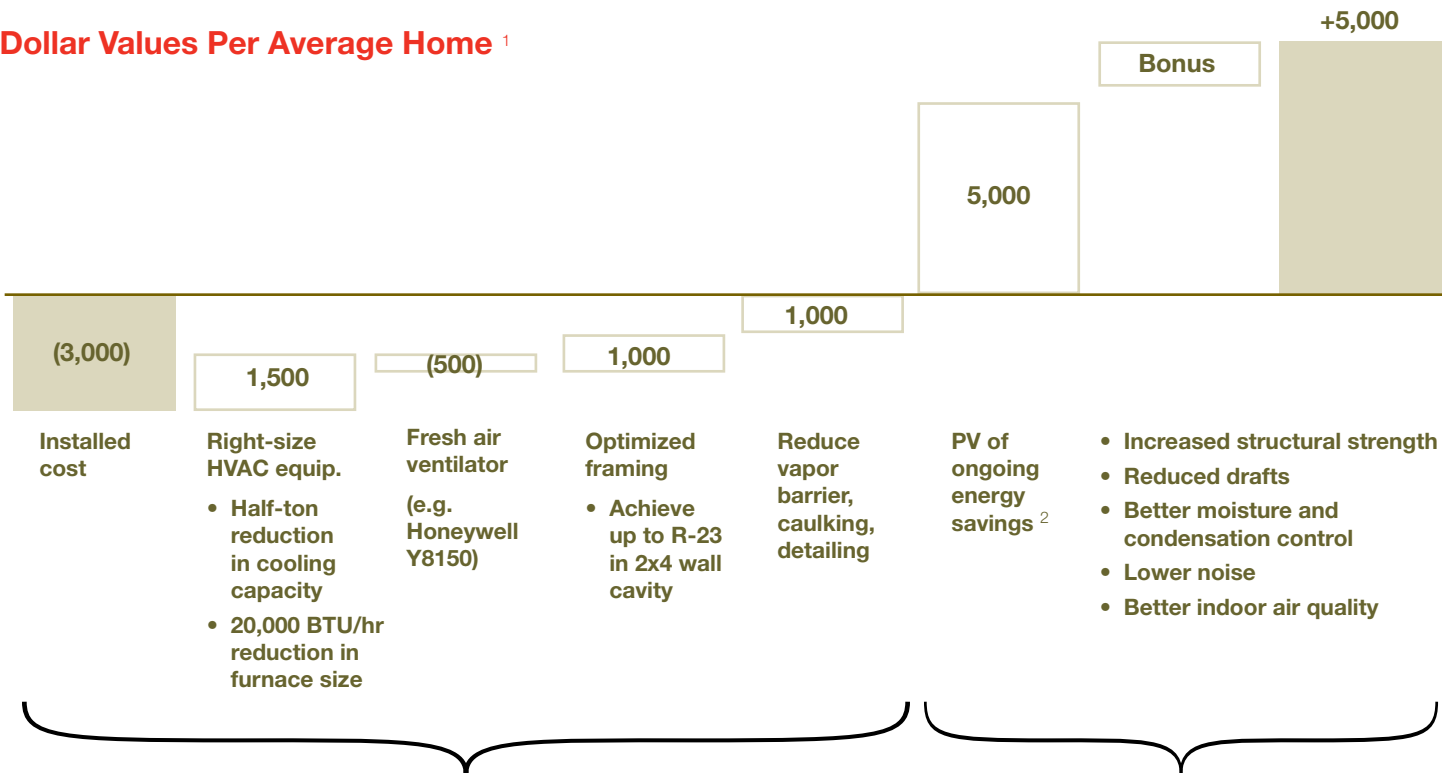 Dollar Values Per Average Home 1
+5,000
Bonus
5,000
(3,000)
1,500
(500)
1,000
1,000
Installed
cost
Right-size
HVAC equip.
• Half-ton
reduction
in cooling
capacity
• 20,000 BTU/hr
reduction in
furnace size
Fresh air
ventilator
(e.g.
Honeywell
Y8150)
Optimized
framing
• Achieve
up to R-23
in 2x4 wall
cavity
Reduce
vapor
barrier,
caulking,
detailing
PV of
ongoing
energy
savings 2
• Increased structural strength
• Reduced drafts
• Better moisture and
condensation control
• Lower noise
• Better indoor air quality